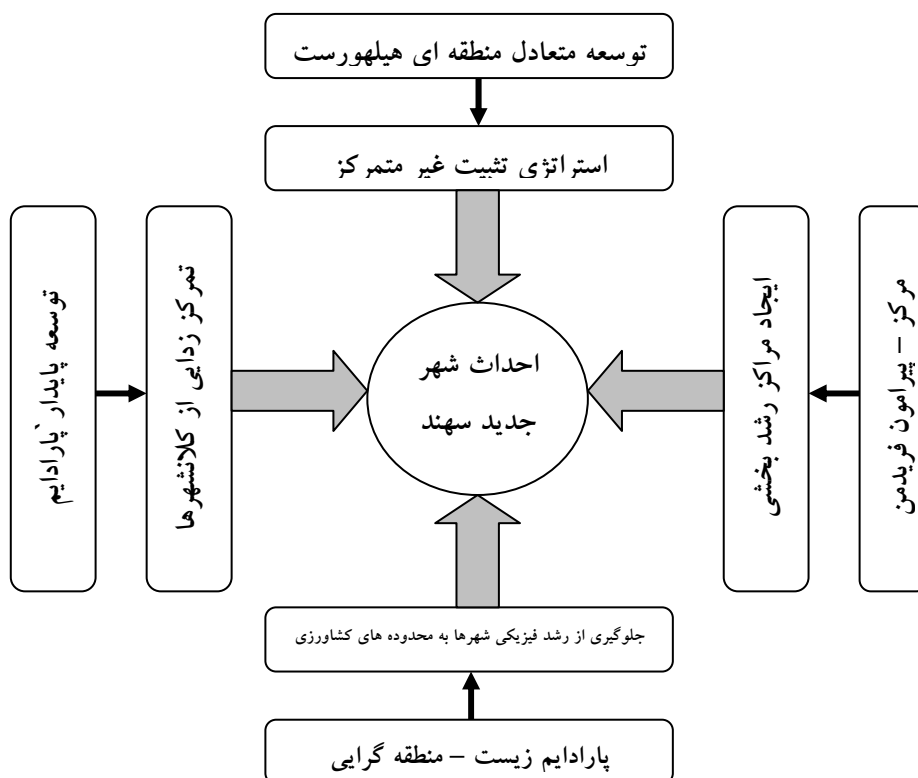 توسعه متعادل منطقه ای هیلهورست
استراتژی تثبیت غیر متمرکز
مرکز – پیرامون فریدمن
ایجاد مراکز رشد بخشی
احداث شهر
جدید سهند
تمرکز زدایی از کلانشهرها
توسعه پایدار `پارادایم
جلوگیری از رشد فیزیکی شهرها به محدوده های کشاورزی
پارادایم زیست – منطقه گرایی